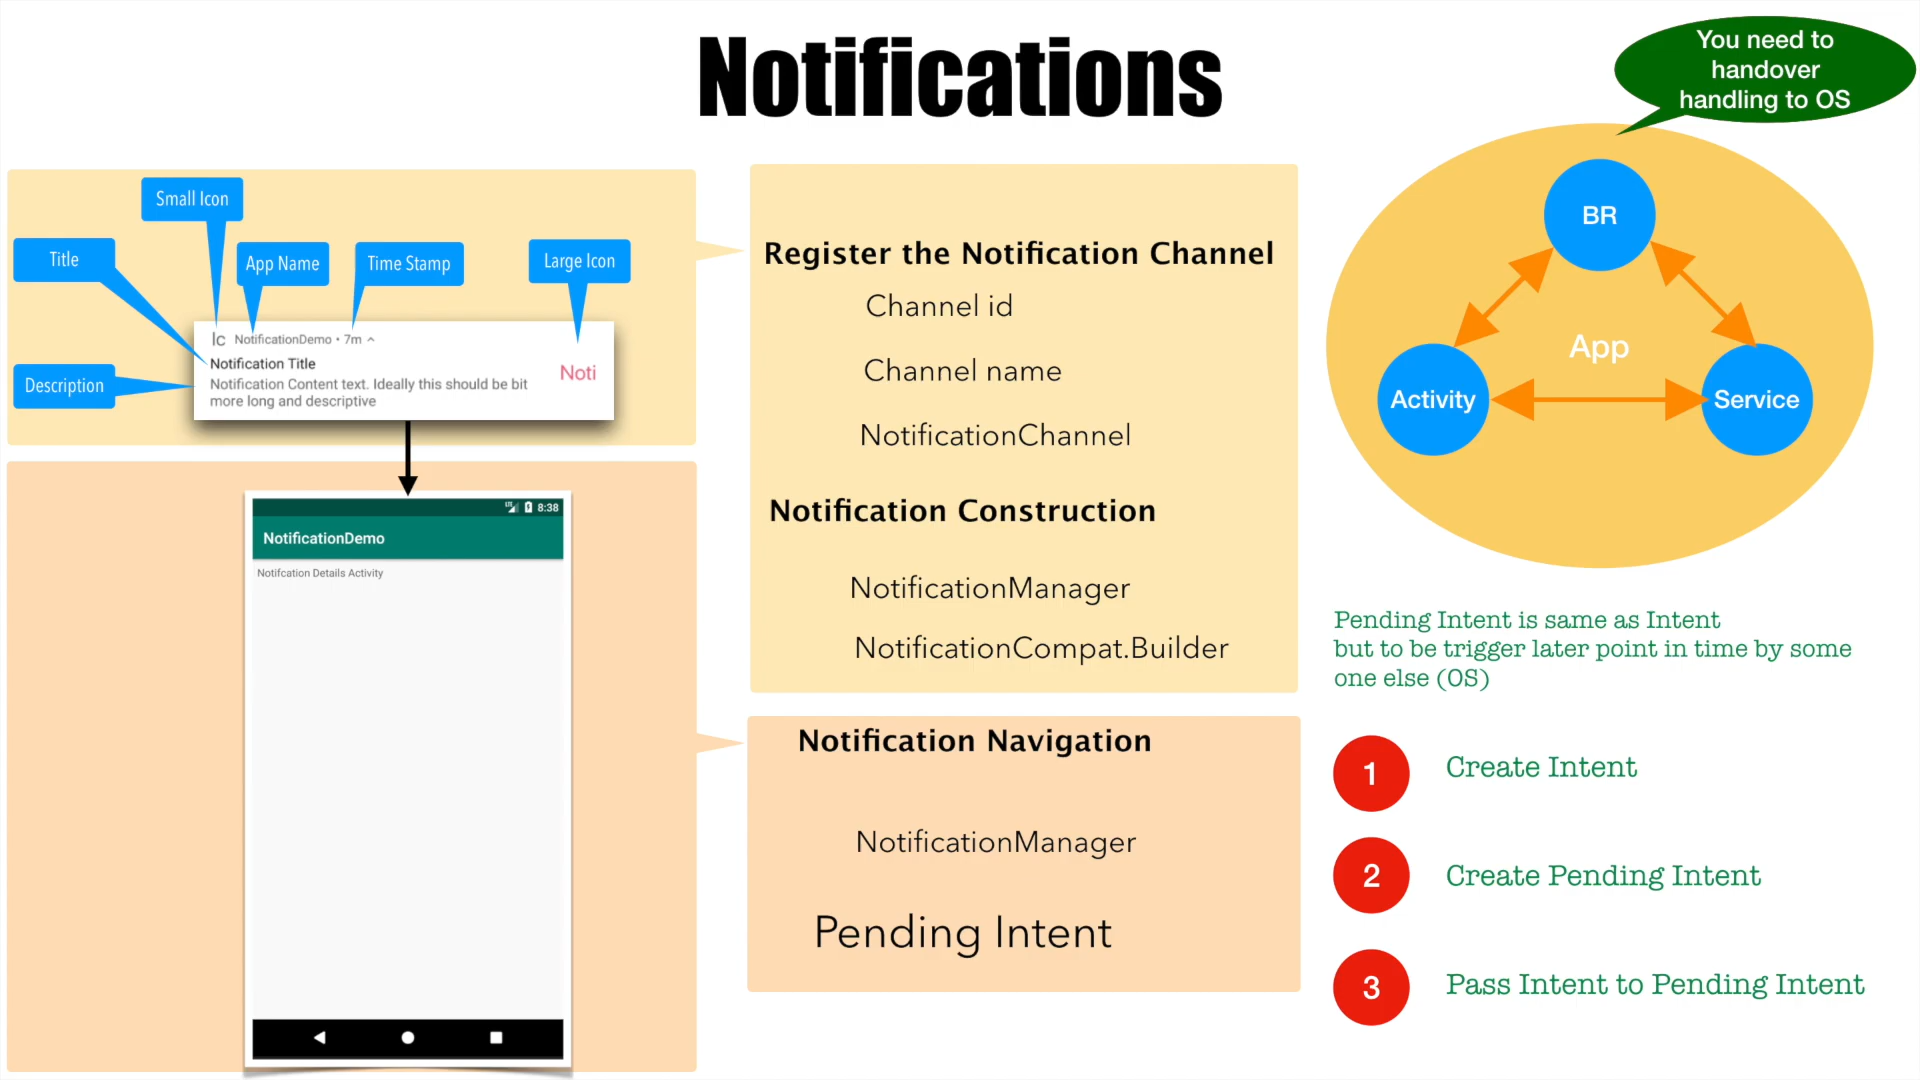 Notifications
You need to
handover
handling to OS
Small Icon
Title
App Name
Time Stamp
Large Icon
Description
Ic NotificationDemo • 7m
Notification Title
Notification Content text. Ideally this should be bit
more long and descriptive
Noti
LTE 8:38
NotificationDemo
Notifcation Details Activity
Register the Notification Channel
Channel id
Channel name
NotificationChannel
Notification Construction
NotificationManager
NotificationCompat.Builder
Notification Navigation
NotificationManager
Pending Intent
BR
App
Activity
Service
Pending Intent is same as Intent
but to be trigger later point in time by some
one else (OS)
1 Create Intent
2 Create Pending Intent
3 Pass Intent to Pending Intent